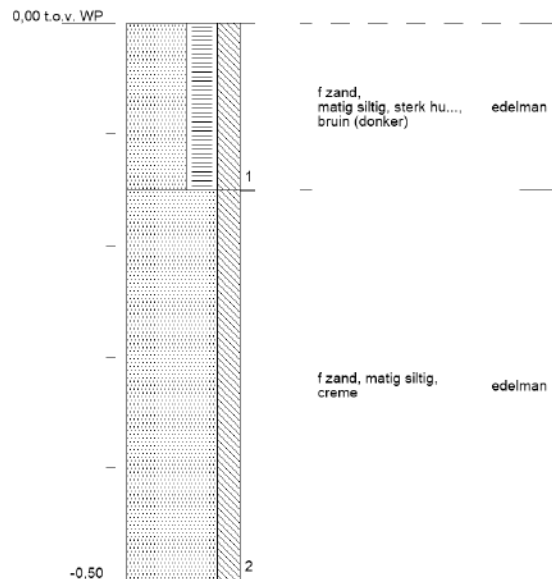 0,00 t.o.v. WP
f zand,
matig siltig, sterk hu...,
bruin (donker)
edelman
1
f zand, matig siltig,
creme
edelman
2
-0,50